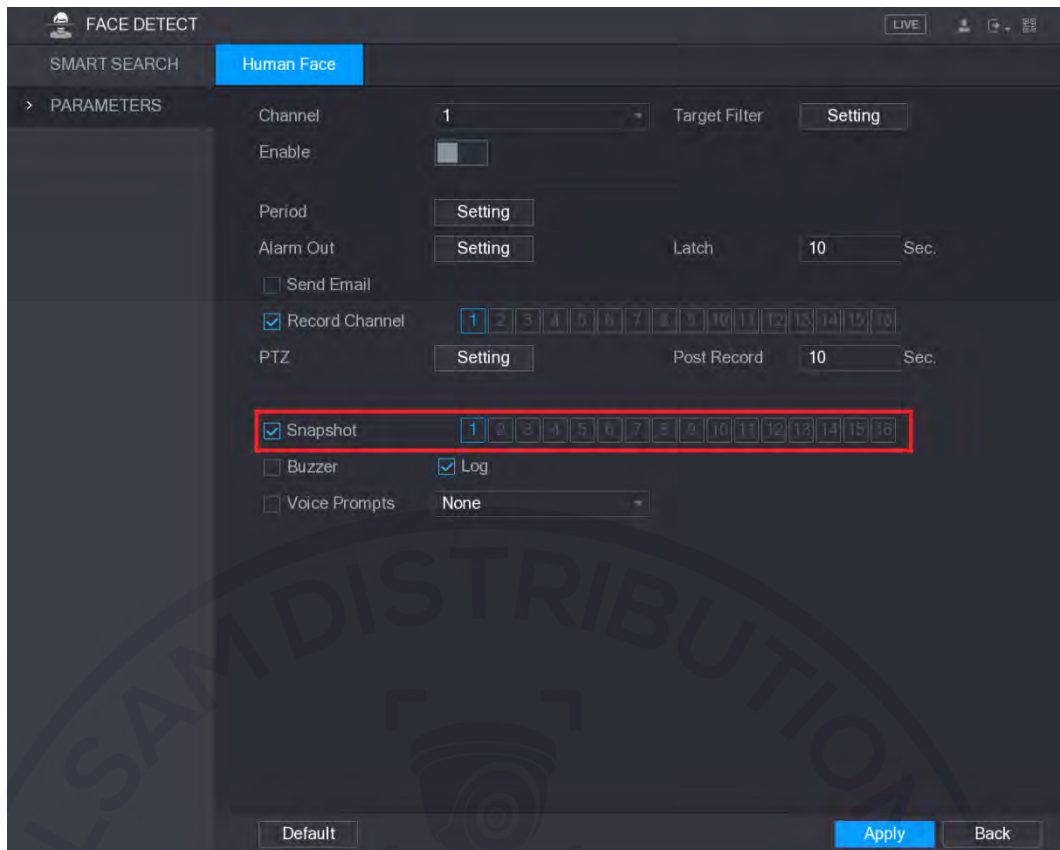 FACE DETECT LIVE
SMART SEARCH Human Face
> PARAMETERS
Channel 1 Target Filter Setting
Enable
Period Setting
Alarm Out Setting Latch 10 Sec.
Send Email
Record Channel 1 2 3 4 5 6 7 8 9 10 11 12 13 14 15 16
PTZ Setting Post Record 10 Sec.
Snapshot 1 2 3 4 5 6 7 8 9 10 11 12 13 14 15 16
Buzzer Log
Voice Prompts None
LSAM DISTRIBUTION
Default Apply Back